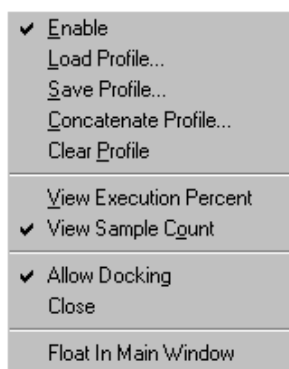 Enable
Load Profile...
Save Profile...
Concatenate Profile...
Clear Profile
View Execution Percent
View Sample Count
Allow Docking
Close
Float In Main Window